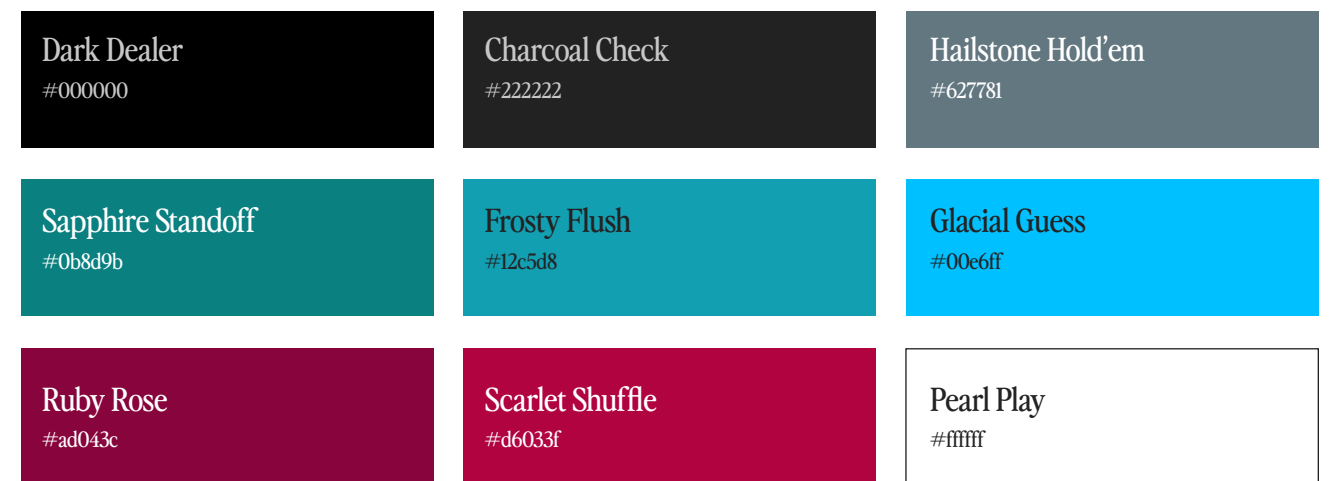 Dark Dealer
#000000
Charcoal Check
#222222
Hailstone Hold’em
#627781
Sapphire Standoff
#0b8d9b
Frosty Flush
#12c5d8
Glacial Guess
#00e6ff
Ruby Rose
#ad043c
Scarlet Shuffle
#d6033f
Pearl Play
#ffffff